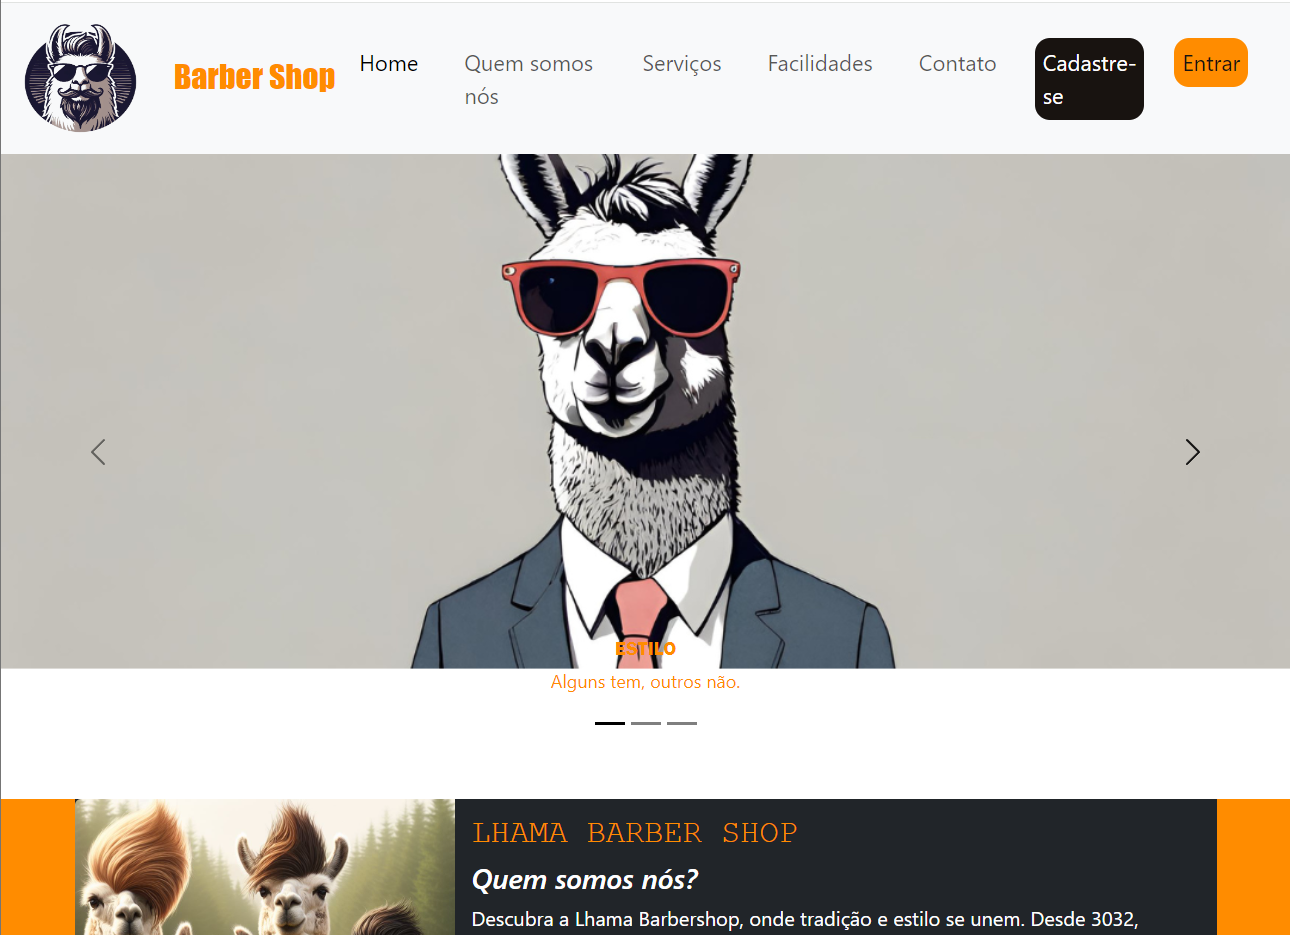 Barber Shop
Home
Quem somos
nós
Serviços
Facilidades
Contato
Cadastre-
se
Entrar
ESTILO
Alguns tem, outros não.
LHAMA BARBER SHOP
Quem somos nós?
Descubra a Lhama Barbershop, onde tradição e estilo se unem. Desde 3032,